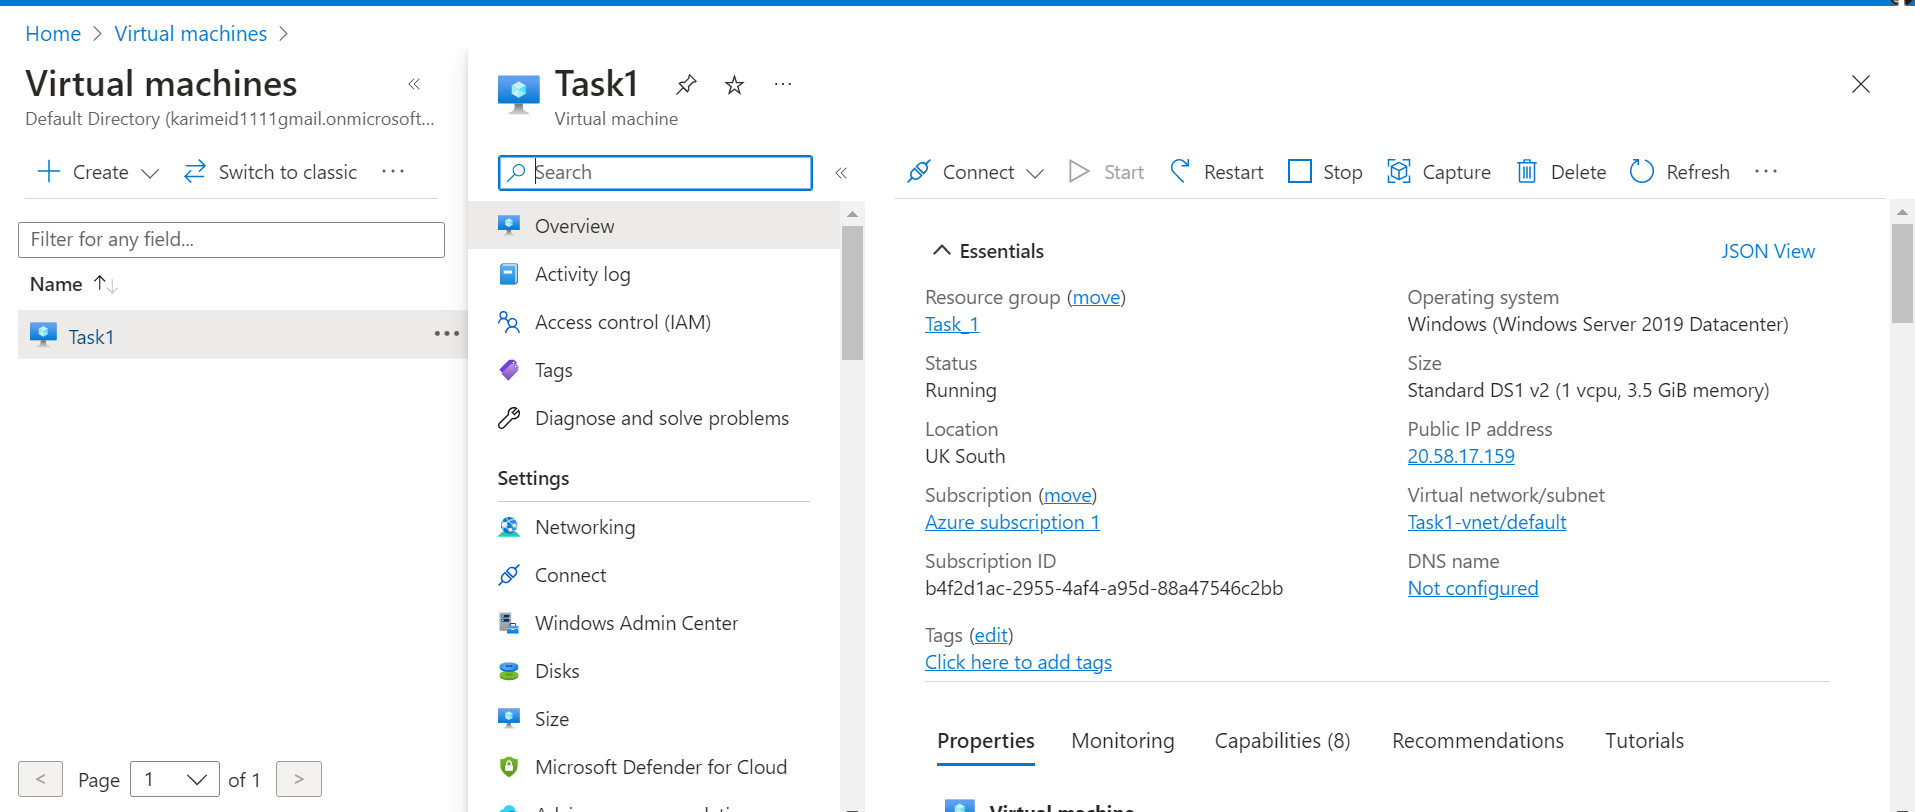 Home > Virtual machines >
Virtual machines «
Default Directory (karimeid1111gmail.onmicrosoft...
+ Create Switch to classic ...
Filter for any field...
Name ↑↓
Task1 ...
< Page 1 of 1 >
Task1 ...
Virtual machine
Search «
Overview
Activity log
Access control (IAM)
Tags
Diagnose and solve problems
Settings
Networking
Connect
Windows Admin Center
Disks
Size
Microsoft Defender for Cloud
Connect Start Restart Stop Capture Delete Refresh ...
Essentials JSON View
Resource group (move)
Task_1
Status
Running
Location
UK South
Subscription (move)
Azure subscription 1
Subscription ID
b4f2d1ac-2955-4af4-a95d-88a47546c2bb
Tags (edit)
Click here to add tags
Operating system
Windows (Windows Server 2019 Datacenter)
Size
Standard DS1 v2 (1 vcpu, 3.5 GiB memory)
Public IP address
20.58.17.159
Virtual network/subnet
Task1-vnet/default
DNS name
Not configured
Properties Monitoring Capabilities (8) Recommendations Tutorials
Virtual machine